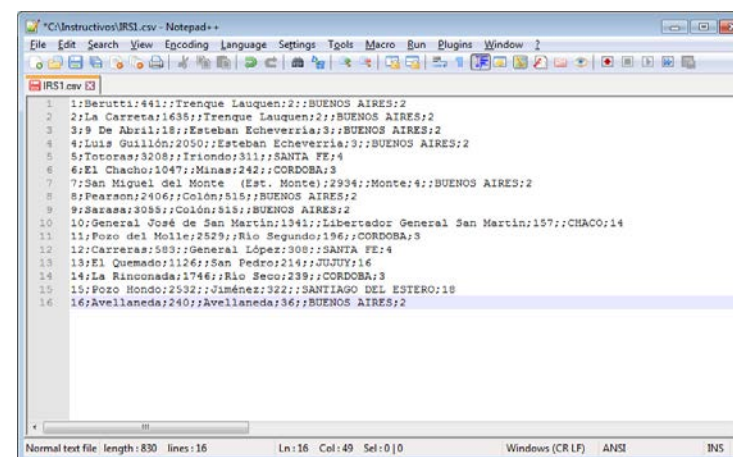 *C:\Instructivos\IRS1.csv - Notepad++
File Edit Search View Encoding Language Settings Tools Macro Run Plugins Window ?
IRS1.csv
1 1;Berutti;441;;Trenque Lauquen;2;;BUENOS AIRES;2
2 2;La Carreta;1635;;Trenque Lauquen;2;;BUENOS AIRES;2
3 3;9 De Abril;18;;Esteban Echeverría;3;;BUENOS AIRES;2
4 4;Luis Guillón;2050;;Esteban Echeverría;3;;BUENOS AIRES;2
5 5;Totoras;3208;;Iriondo;311;;SANTA FE;4
6 6;El Chacho;1047;;Minas;242;;CORDOBA;3
7 7;San Miguel del Monte (Est. Monte);2934;;Monte;4;;BUENOS AIRES;2
8 8;Pearson;2406;;Colón;515;;BUENOS AIRES;2
9 9;Sarasa;3055;;Colón;515;;BUENOS AIRES;2
10 10;General José de San Martín;1341;;Libertador General San Martín;157;;CHACO;14
11 11;Pozo del Molle;2529;;Río Segundo;196;;CORDOBA;3
12 12;Carreras;583;;General López;308;;SANTA FE;4
13 13;El Quemado;1126;;San Pedro;214;;JUJUY;16
14 14;La Rinconada;1746;;Río Seco;239;;CORDOBA;3
15 15;Pozo Hondo;2532;;Jiménez;322;;SANTIAGO DEL ESTERO;18
16 16;Avellaneda;240;;Avellaneda;36;;BUENOS AIRES;2
Normal text file length : 830 lines : 16 Ln : 16 Col : 49 Sel : 0 | 0 Windows (CR LF) ANSI INS